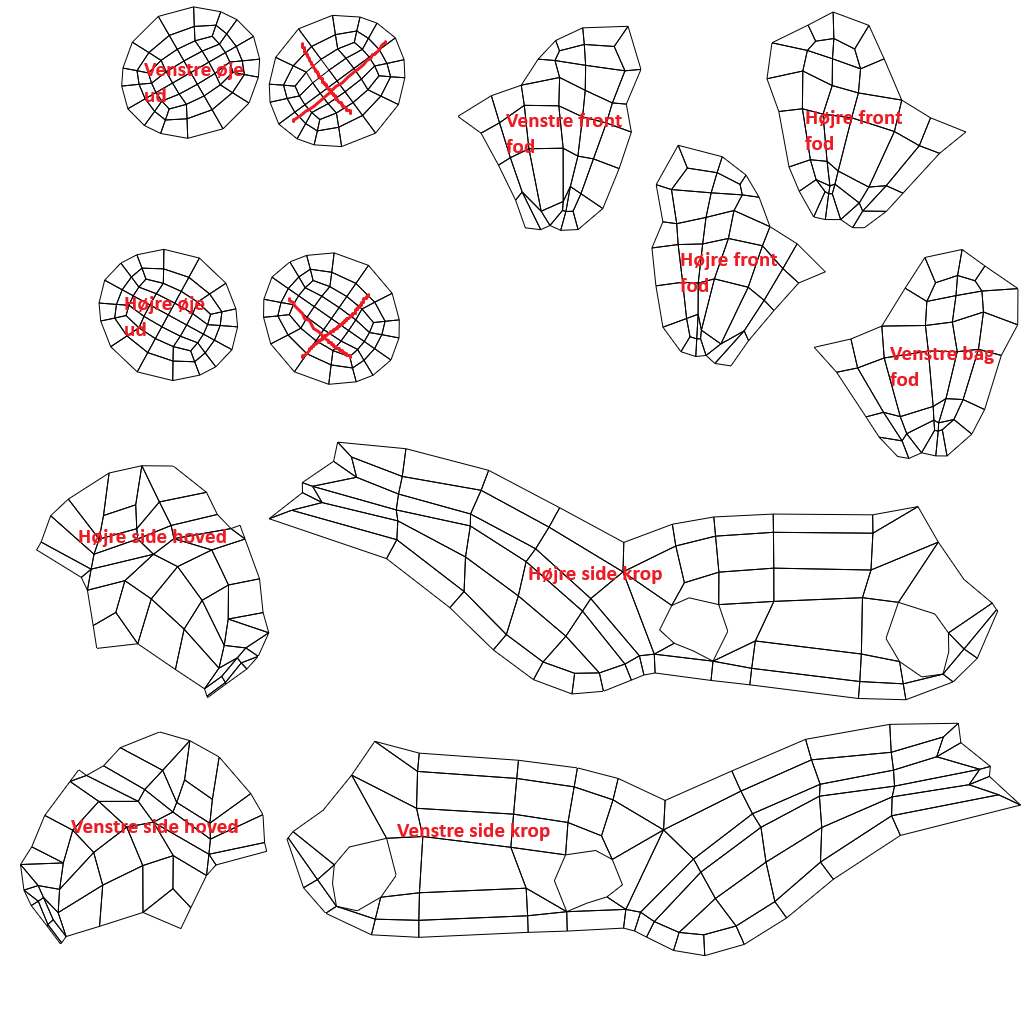 Venstre øje
ud
Venstre front
fod
Højre front
fod
Højre front
fod
Højre øje
ud
Venstre bag
fod
Højre side hoved
Højre side krop
Venstre side hoved
Venstre side krop